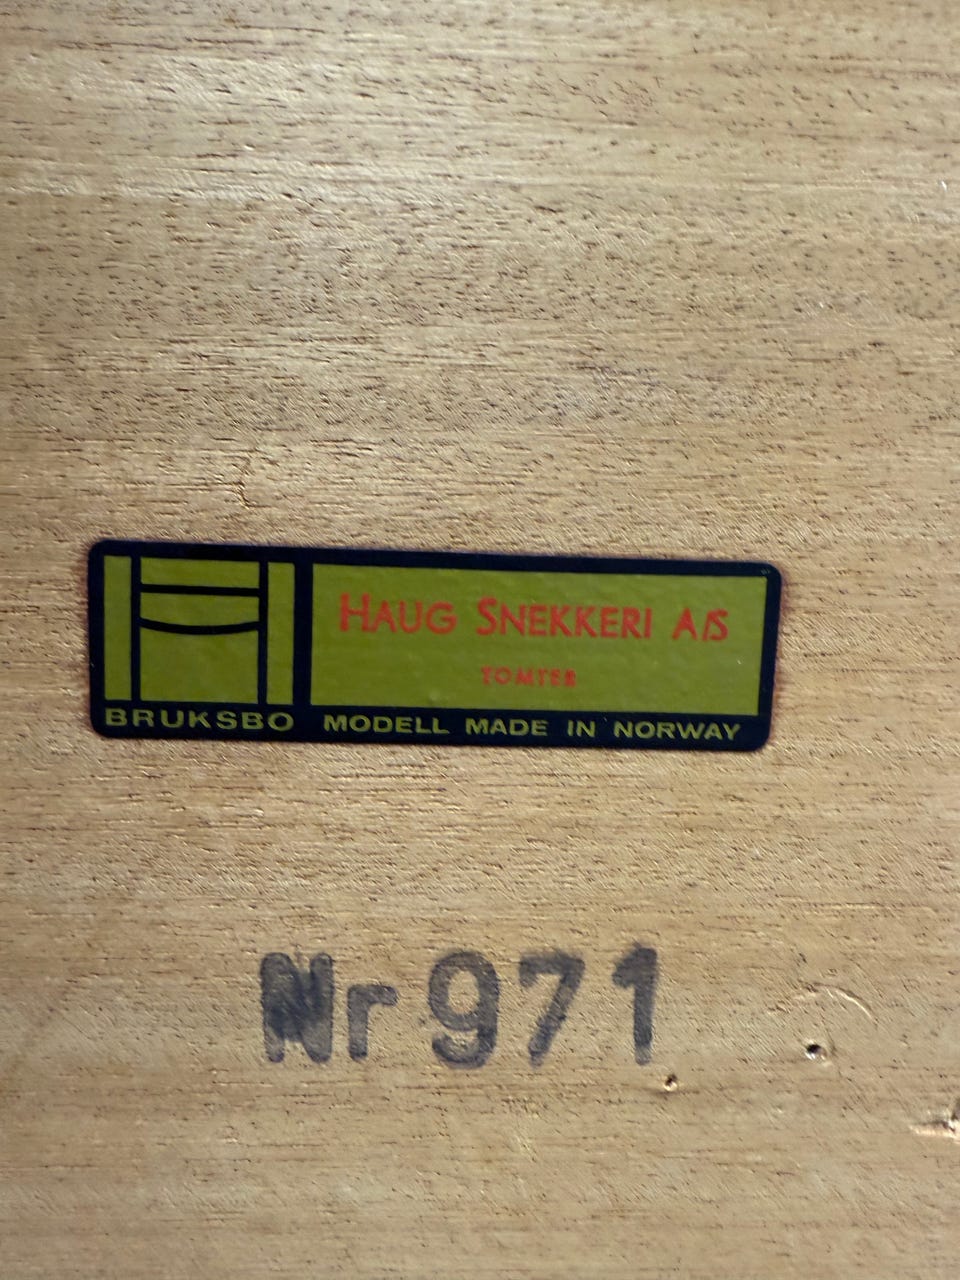 HAUG SNEKKERI A/S
TOMTER
BRUKSBO MODELL MADE IN NORWAY
Nr 971